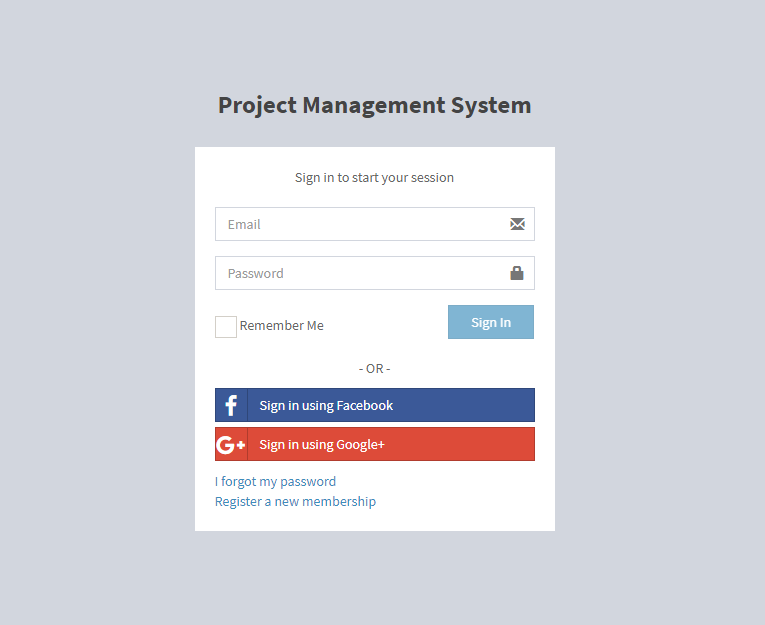 Project Management System
Sign in to start your session
Email
Password
Remember Me
Sign In
- OR -
Sign in using Facebook
Sign in using Google+
I forgot my password
Register a new membership